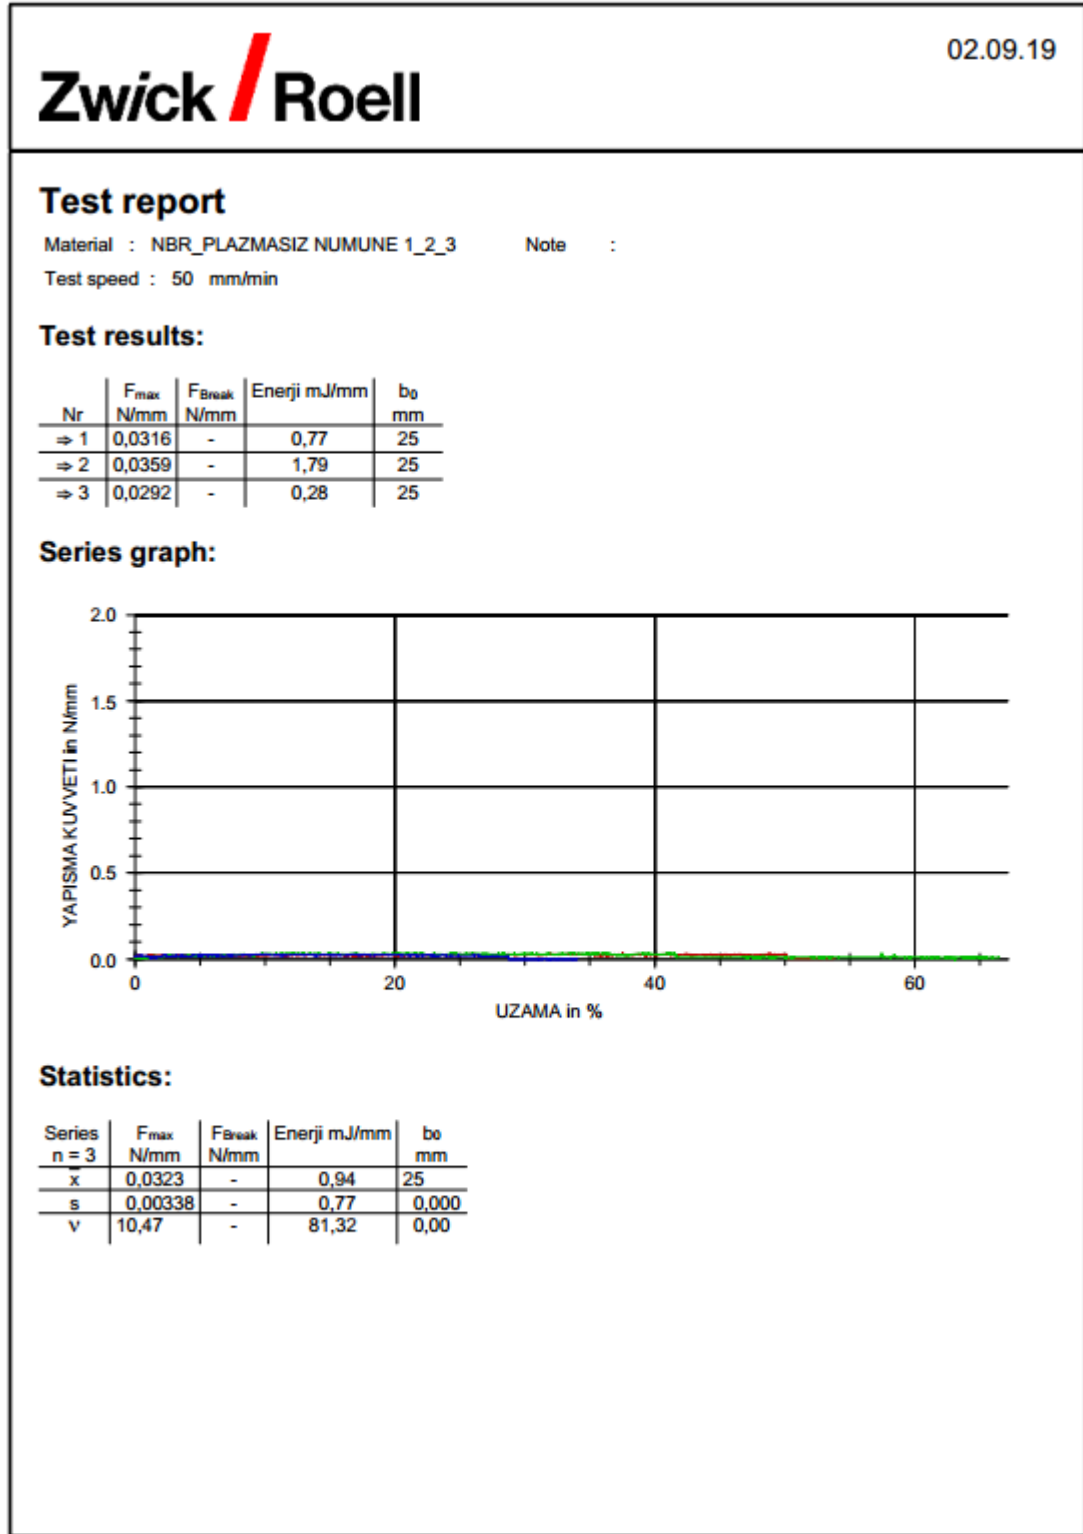 02.09.19
Zwick / Roell
Test report
Material : NBR_PLAZMASIZ NUMUNE 1_2_3 Note :
Test speed : 50 mm/min
Test results:
Fmax FBreak Enerji mJ/mm b0
Nr N/mm N/mm mm
⇒ 1 0,0316 - 0,77 25
⇒ 2 0,0359 - 1,79 25
⇒ 3 0,0292 - 0,28 25
Series graph:
YAPISMA KUVVETI in N/mm
2.0
1.5
1.0
0.5
0.0
0 20 40 60
UZAMA in %
Statistics:
Series Fmax FBreak Enerji mJ/mm b0
n = 3 N/mm N/mm mm
x̄ 0,0323 - 0,94 25
s 0,00338 - 0,77 0,000
ν 10,47 - 81,32 0,00